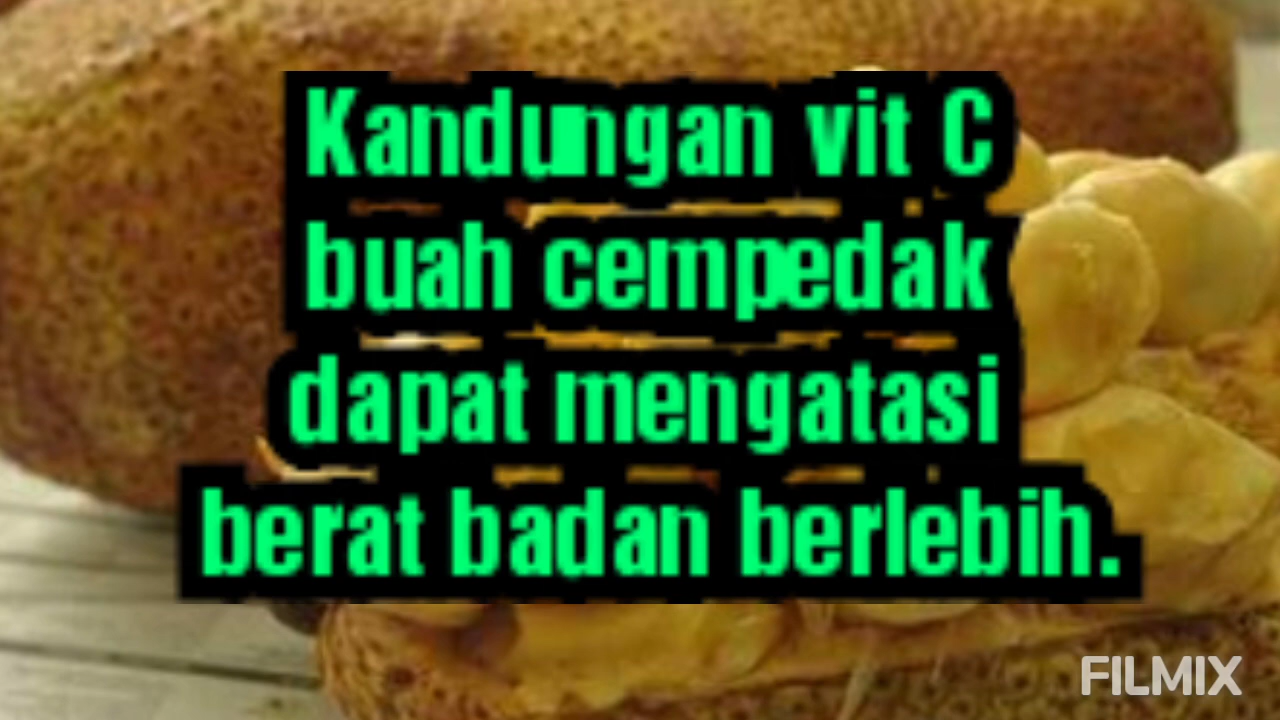 Kandungan vit C
buah cempedak
dapat mengatasi
berat badan berlebih.
FILMIX